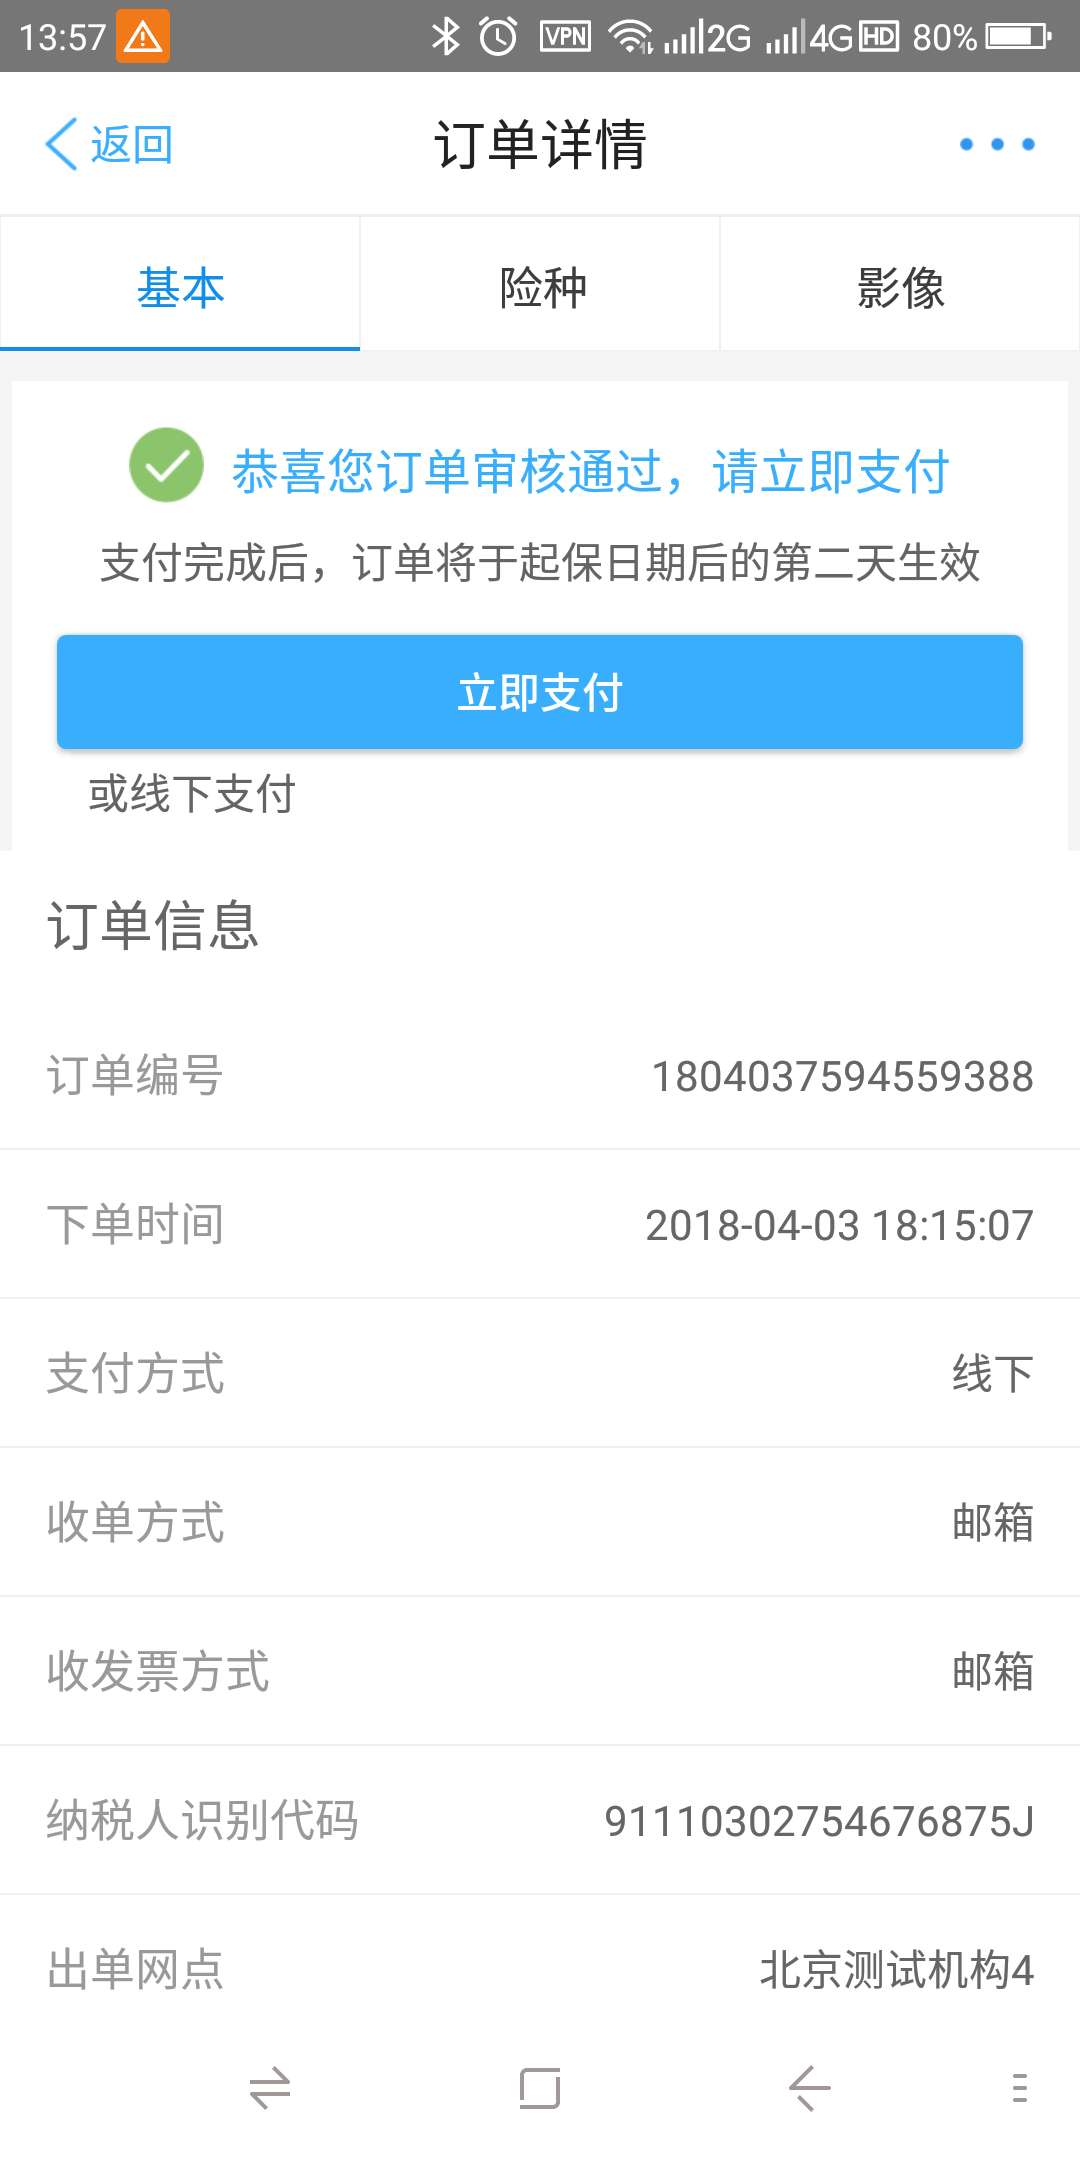 13:57 VPN 2G 4G HD 80%
返回 订单详情
基本 险种 影像
恭喜您订单审核通过，请立即支付
支付完成后，订单将于起保日期后的第二天生效
立即支付
或线下支付
订单信息
订单编号 1804037594559388
下单时间 2018-04-03 18:15:07
支付方式 线下
收单方式 邮箱
收发票方式 邮箱
纳税人识别代码 91110302754676875J
出单网点 北京测试机构4